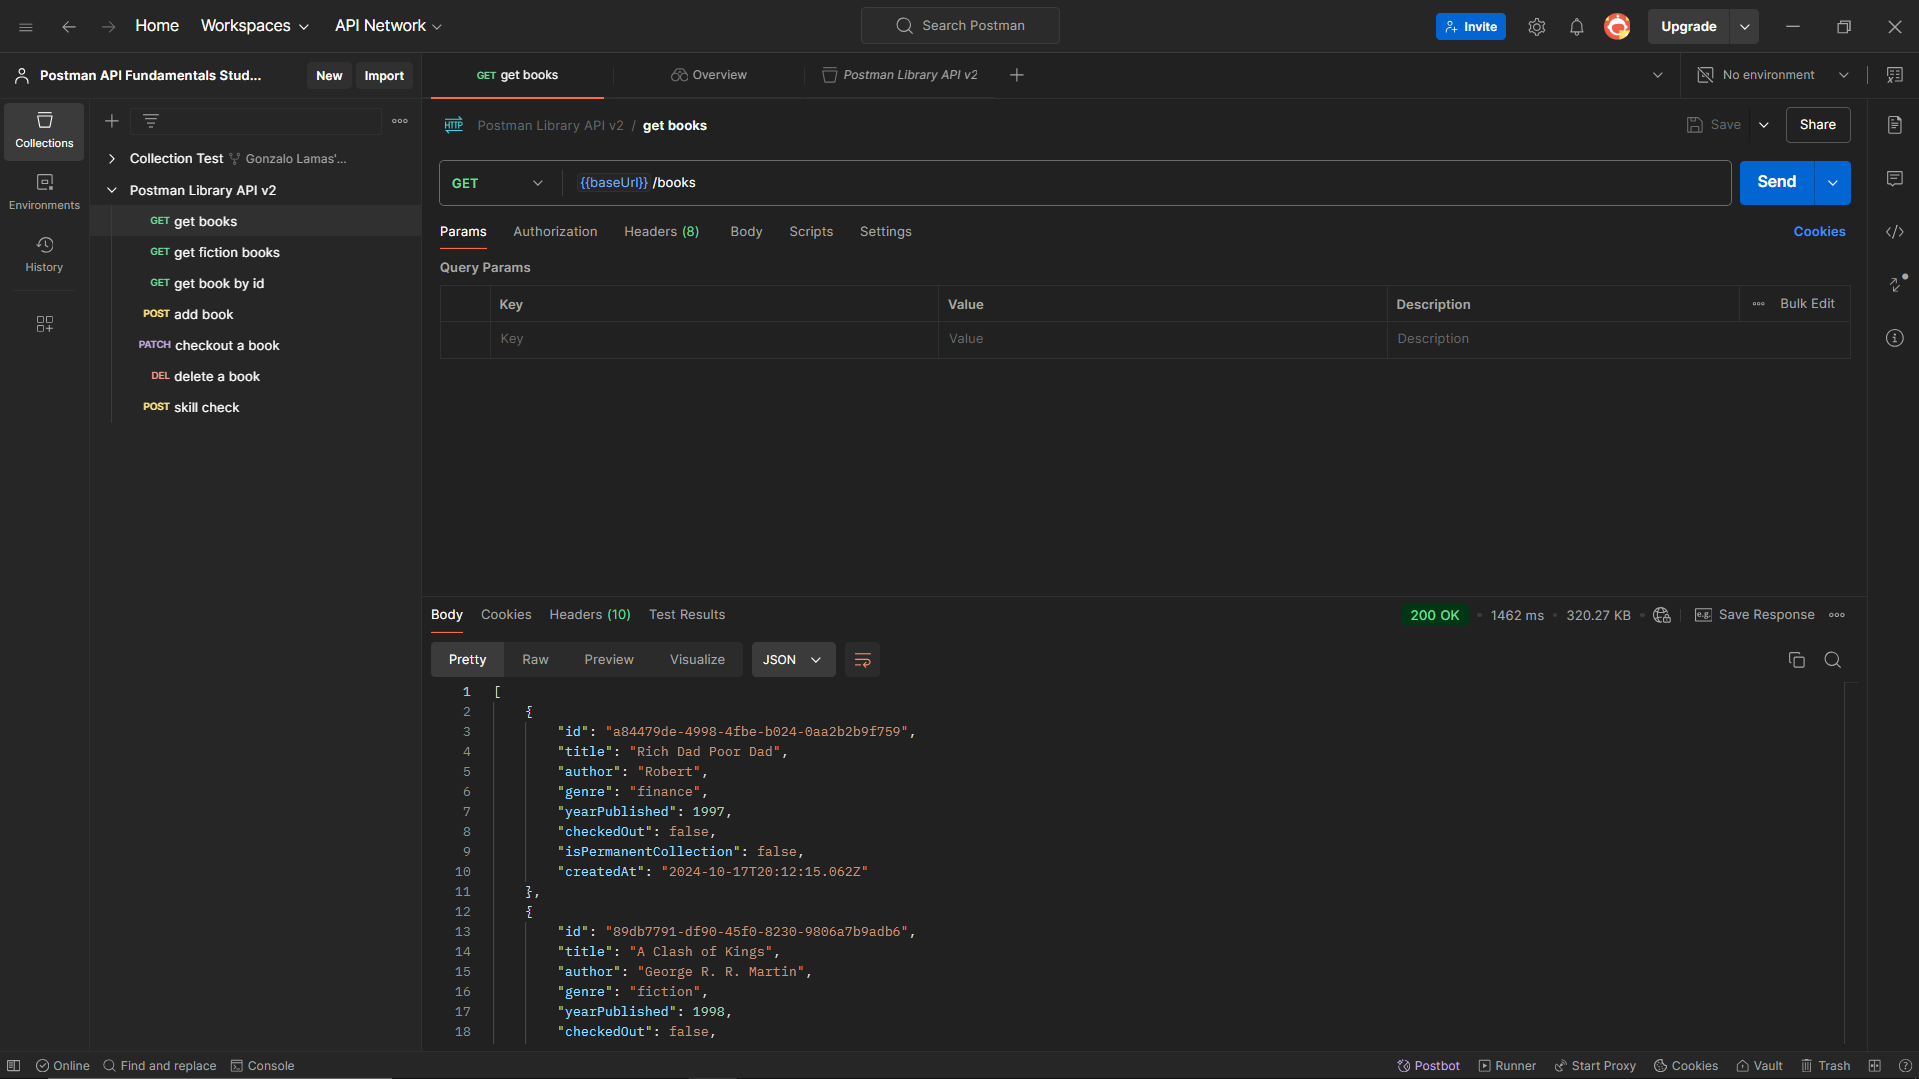 Home Workspaces API Network Search Postman Invite Upgrade
Postman API Fundamentals Stud... New Import
GET get books Overview Postman Library API v2 No environment
Collections
Environments
History
Collection Test Gonzalo Lamas'...
Postman Library API v2
GET get books
GET get fiction books
GET get book by id
POST add book
PATCH checkout a book
DEL delete a book
POST skill check
HTTP Postman Library API v2 / get books Save Share
GET {{baseUrl}} /books Send
Params Authorization Headers (8) Body Scripts Settings Cookies
Query Params
Key Value Description Bulk Edit
Key Value Description
Body Cookies Headers (10) Test Results 200 OK 1462 ms 320.27 KB e.g. Save Response
Pretty Raw Preview Visualize JSON
1 [
2 {
3 "id": "a84479de-4998-4fbe-b024-0aa2b2b9f759",
4 "title": "Rich Dad Poor Dad",
5 "author": "Robert",
6 "genre": "finance",
7 "yearPublished": 1997,
8 "checkedOut": false,
9 "isPermanentCollection": false,
10 "createdAt": "2024-10-17T20:12:15.062Z"
11 },
12 {
13 "id": "89db7791-df90-45f0-8230-9806a7b9adb6",
14 "title": "A Clash of Kings",
15 "author": "George R. R. Martin",
16 "genre": "fiction",
17 "yearPublished": 1998,
18 "checkedOut": false,
Online Find and replace Console Postbot Runner Start Proxy Cookies Vault Trash